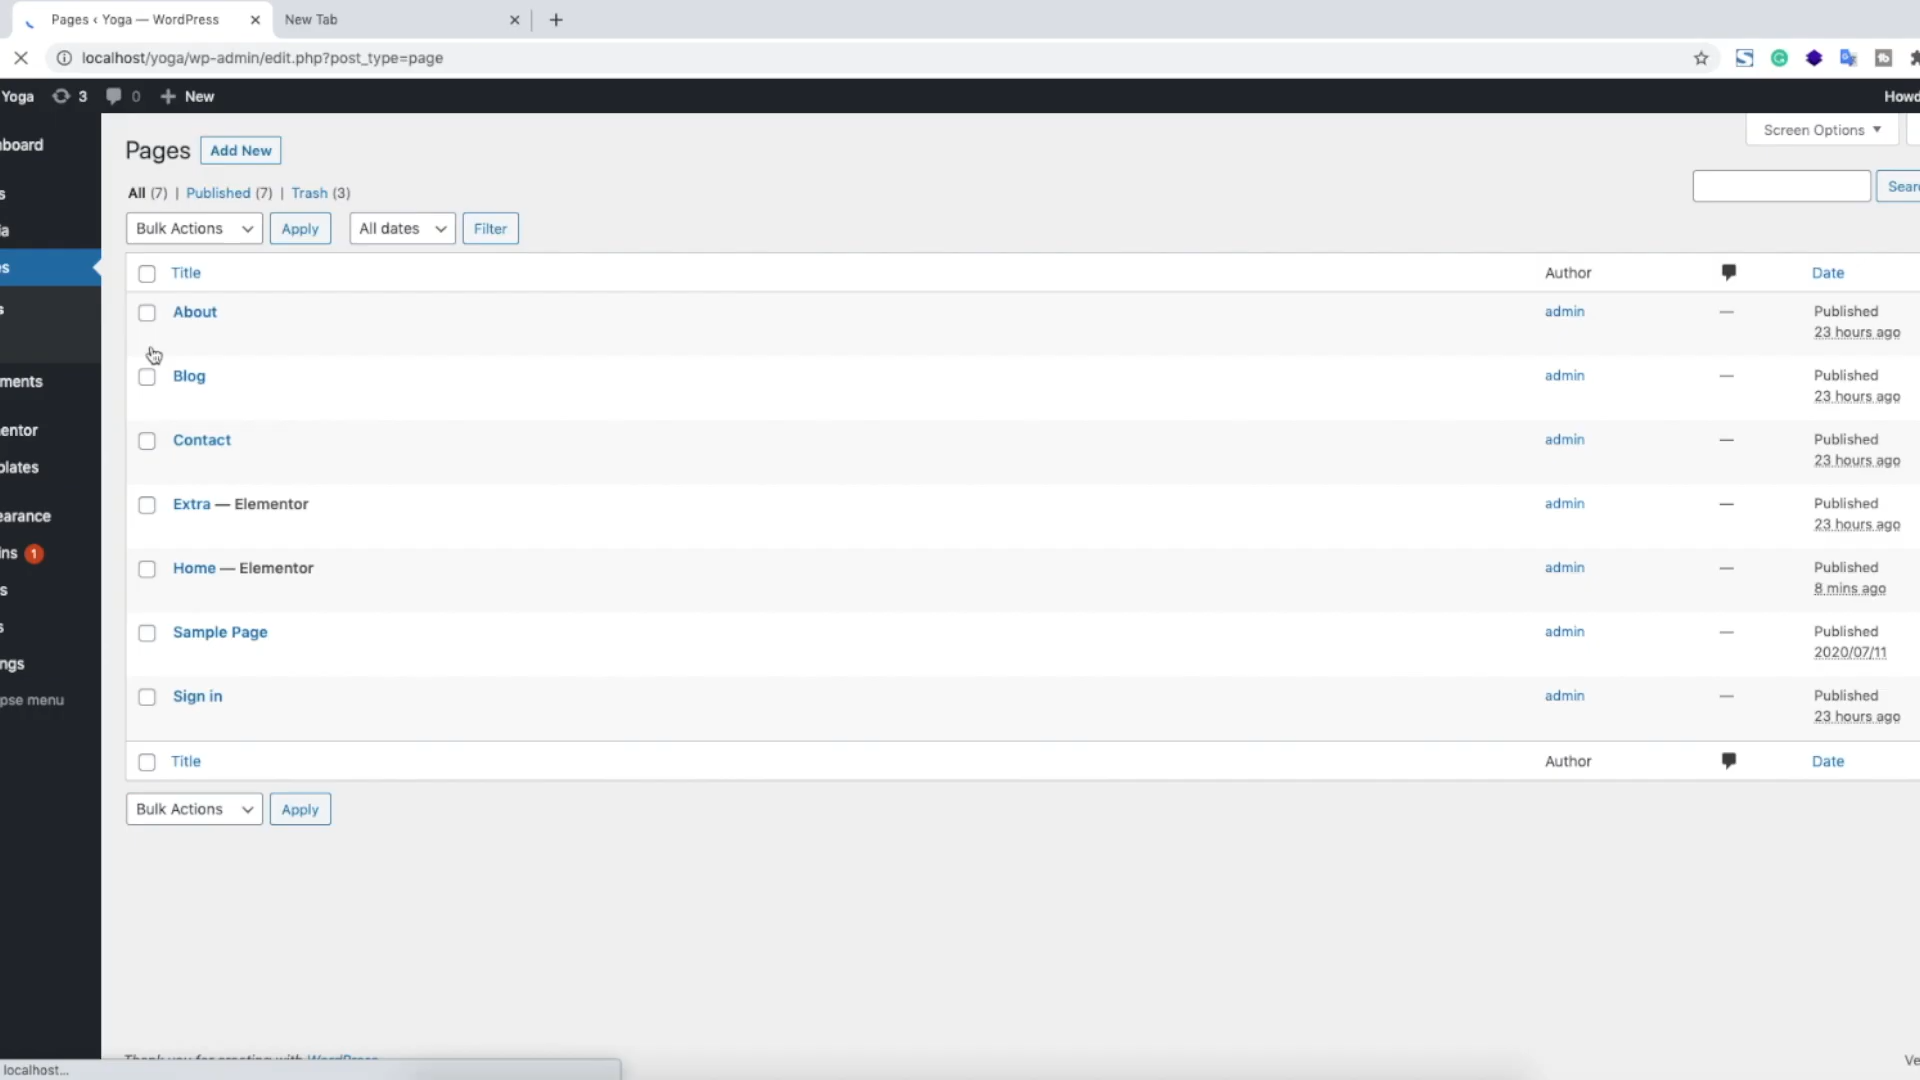 Pages ‹ Yoga — WordPress
New Tab
localhost/yoga/wp-admin/edit.php?post_type=page
Yoga 3 0 + New
Howd
board
s
ia
es
s
ments
entor
plates
earance
ins 1
s
s
ngs
pse menu
Screen Options
Pages Add New
All (7) | Published (7) | Trash (3)
Sear
Bulk Actions Apply All dates Filter
Title Author Date
About admin — Published
23 hours ago
Blog admin — Published
23 hours ago
Contact admin — Published
23 hours ago
Extra — Elementor admin — Published
23 hours ago
Home — Elementor admin — Published
8 mins ago
Sample Page admin — Published
2020/07/11
Sign in admin — Published
23 hours ago
Title Author Date
Bulk Actions Apply
Thank you for creating with WordPress
Ve
localhost...